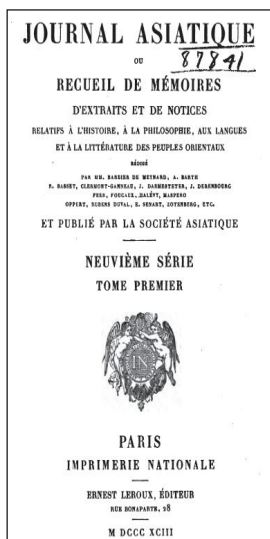 JOURNAL ASIATIQUE
OU
87841
RECUEIL DE MÉMOIRES
D'EXTRAITS ET DE NOTICES
RELATIFS À L'HISTOIRE, À LA PHILOSOPHIE, AUX LANGUES
ET À LA LITTÉRATURE DES PEUPLES ORIENTAUX
RÉDIGÉ
PAR MM. BARBIER DE MEYNARD, A. BARTH
R. BASSET, CLERMONT-GANNEAU, J. DARMESTETER, J. DERENBOURG
FEER, FOUCAUX, HALÉVY, MASPERO
OPPERT, RUBENS DUVAL, E. SENART, ZOTENBERG, ETC.
ET PUBLIÉ PAR LA SOCIÉTÉ ASIATIQUE
NEUVIÈME SÉRIE
TOME PREMIER
IN
PARIS
IMPRIMERIE NATIONALE
ERNEST LEROUX, ÉDITEUR
RUE BONAPARTE, 28
M DCCC XCIII